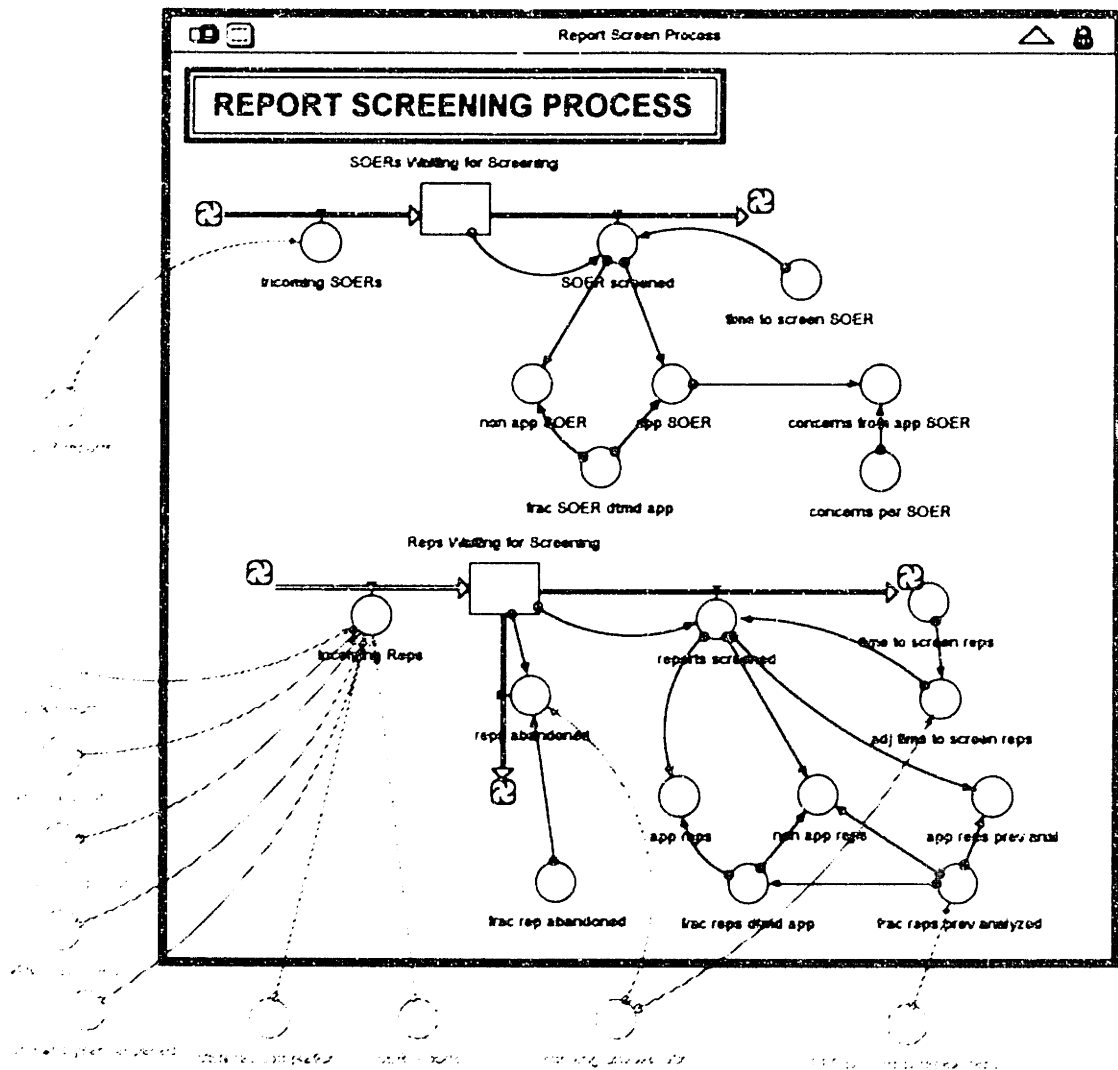 Report Screen Process
REPORT SCREENING PROCESS
SOERs Waiting for Screening
Incoming SOERs
SOER screened
time to screen SOER
non app SOER
app SOER
concerns from app SOER
frac SOER dtmd app
concerns per SOER
Reps Waiting for Screening
Incoming Reps
reports screened
time to screen reps
reps abandoned
adj time to screen reps
app reps
non app reps
app reps prev anal
frac rep abandoned
frac reps dtmd app
frac reps prev analyzed